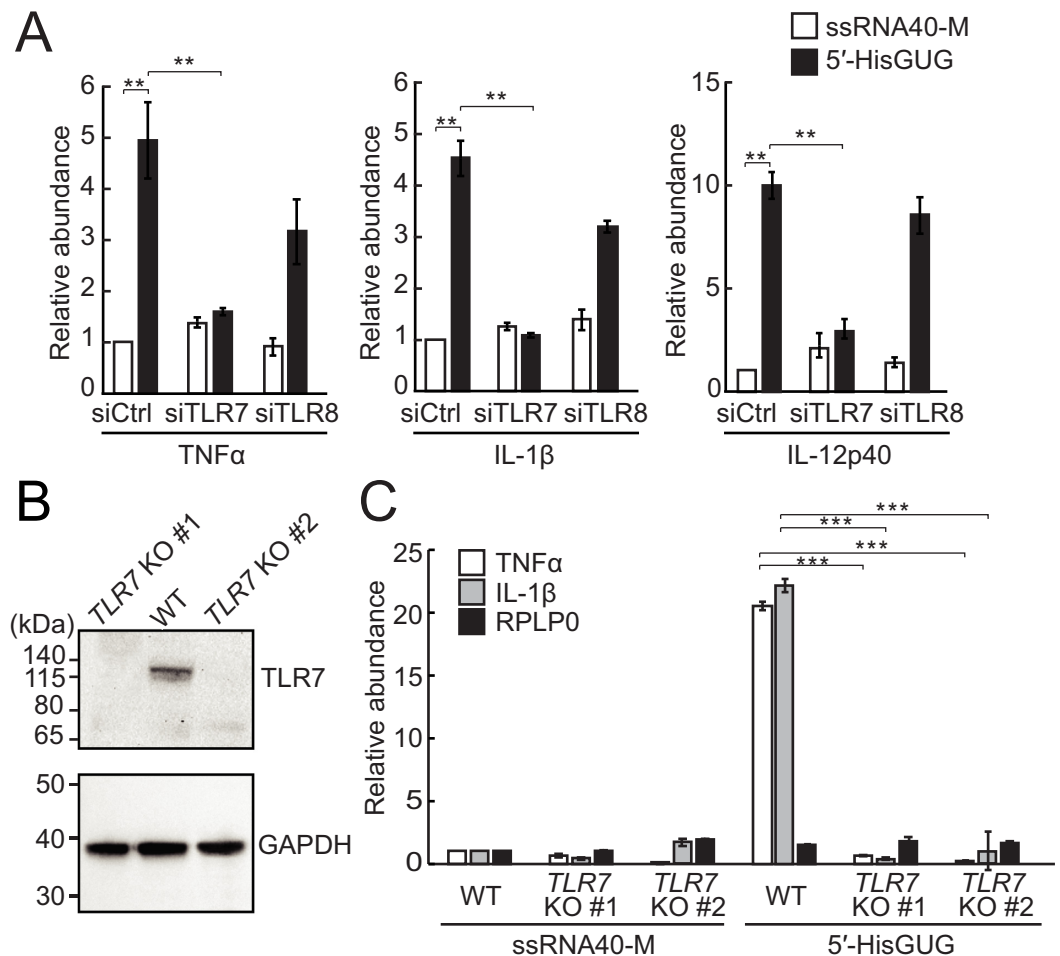 A
ssRNA40-M
5′-HisGUG
Relative abundance
6
5
4
3
2
1
0
**
**
siCtrl siTLR7 siTLR8
TNFα
Relative abundance
6
5
4
3
2
1
0
**
**
siCtrl siTLR7 siTLR8
IL-1β
Relative abundance
15
10
5
0
**
**
siCtrl siTLR7 siTLR8
IL-12p40
B
TLR7 KO #1
WT
TLR7 KO #2
(kDa)
140
115
80
65
TLR7
50
40
30
GAPDH
C
Relative abundance
25
20
15
10
5
0
TNFα
IL-1β
RPLP0
***
***
***
***
WT
TLR7
KO #1
TLR7
KO #2
WT
TLR7
KO #1
TLR7
KO #2
ssRNA40-M
5′-HisGUG